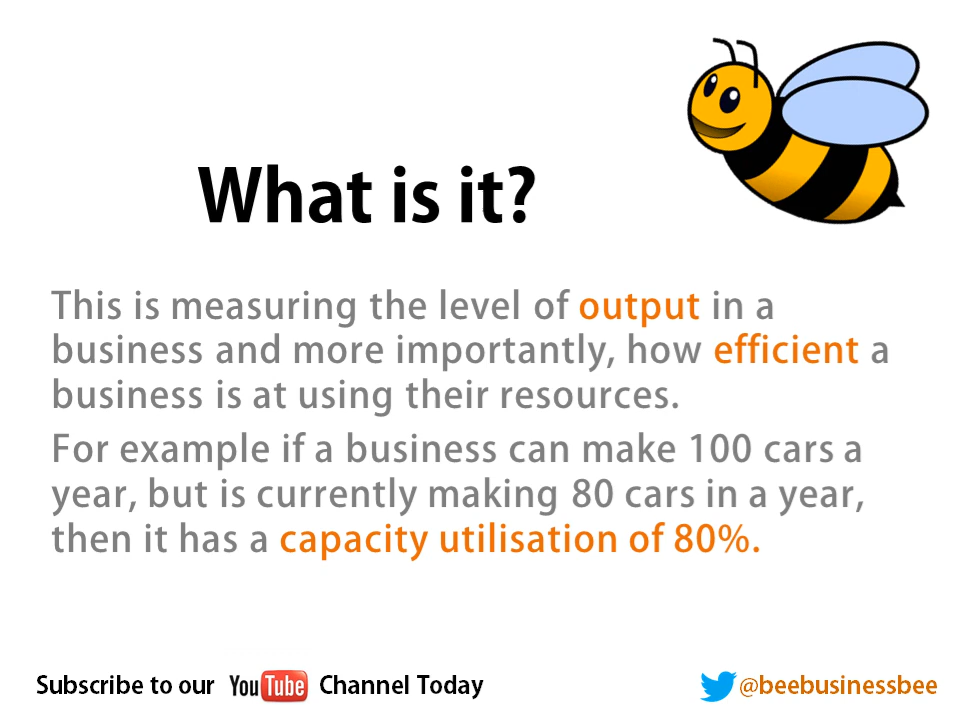 What is it?
This is measuring the level of output in a
business and more importantly, how efficient a
business is at using their resources.
For example if a business can make 100 cars a
year, but is currently making 80 cars in a year,
then it has a capacity utilisation of 80%.
Subscribe to our YouTube Channel Today
@beebusinessbee